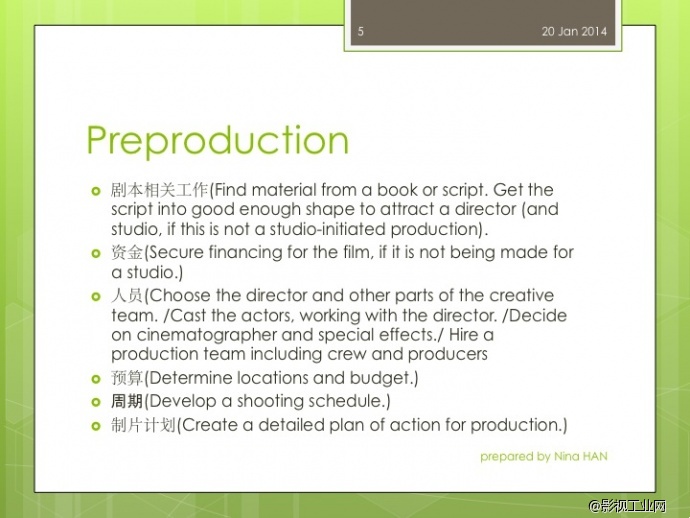 5
20 Jan 2014
Preproduction
剧本相关工作(Find material from a book or script. Get the
script into good enough shape to attract a director (and
studio, if this is not a studio-initiated production).
资金(Secure financing for the film, if it is not being made for
a studio.)
人员(Choose the director and other parts of the creative
team. /Cast the actors, working with the director. /Decide
on cinematographer and special effects./ Hire a
production team including crew and producers
预算(Determine locations and budget.)
周期(Develop a shooting schedule.)
制片计划(Create a detailed plan of action for production.)
prepared by Nina HAN
@影视工业网